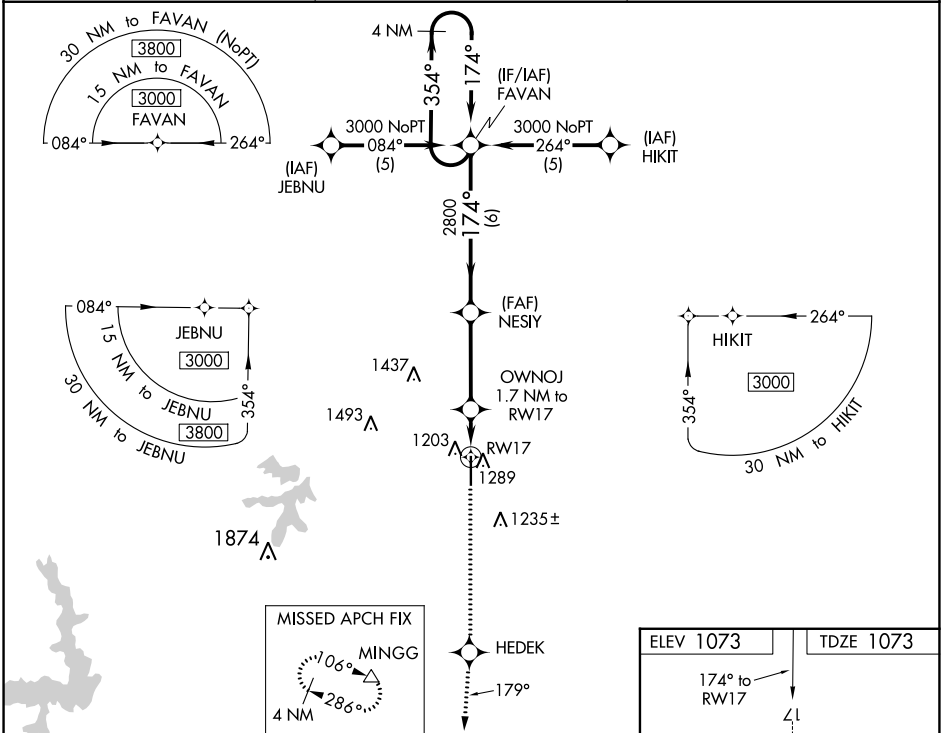 30 NM to FAVAN (NoPT)
3800
15 NM to FAVAN
3000
FAVAN
084°
264°
4 NM
354°
174°
(IF/IAF)
FAVAN
3000 NoPT
084°
(5)
(IAF)
JEBNU
3000 NoPT
264°
(5)
(IAF)
HIKIT
2800
174°
(6)
(FAF)
NESIY
084°
JEBNU
3000
15 NM to JEBNU
3800
30 NM to JEBNU
354°
264°
HIKIT
3000
354°
30 NM to HIKIT
1437
OWNOJ
1.7 NM to
RW17
1493
1203
RW17
1289
1235±
1874
MISSED APCH FIX
106°
MINGG
286°
4 NM
HEDEK
179°
ELEV 1073
TDZE 1073
174° to
RW17
17